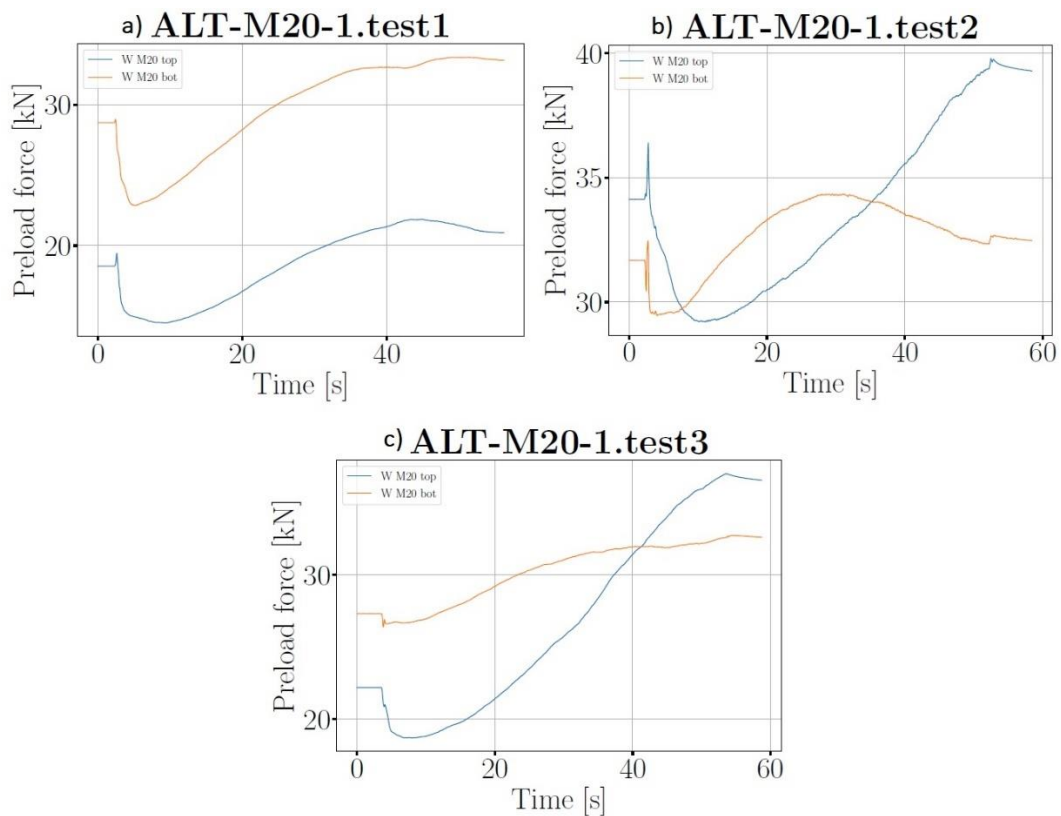 a) ALT-M20-1.test1
W M20 top
W M20 bot
Preload force [kN]
30
20
0
20
40
Time [s]
b) ALT-M20-1.test2
W M20 top
W M20 bot
Preload force [kN]
40
35
30
0
20
40
60
Time [s]
c) ALT-M20-1.test3
W M20 top
W M20 bot
Preload force [kN]
30
20
0
20
40
60
Time [s]